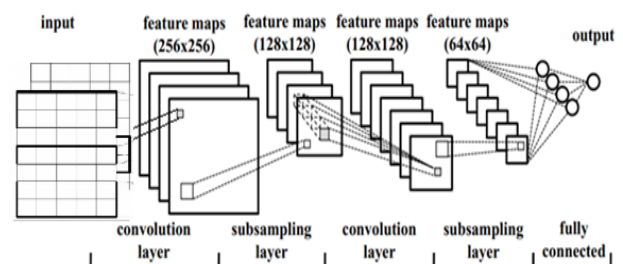 input
feature maps
(256x256)
feature maps
(128x128)
feature maps
(128x128)
feature maps
(64x64)
output
convolution
layer
subsampling
layer
convolution
layer
subsampling
layer
fully
connected